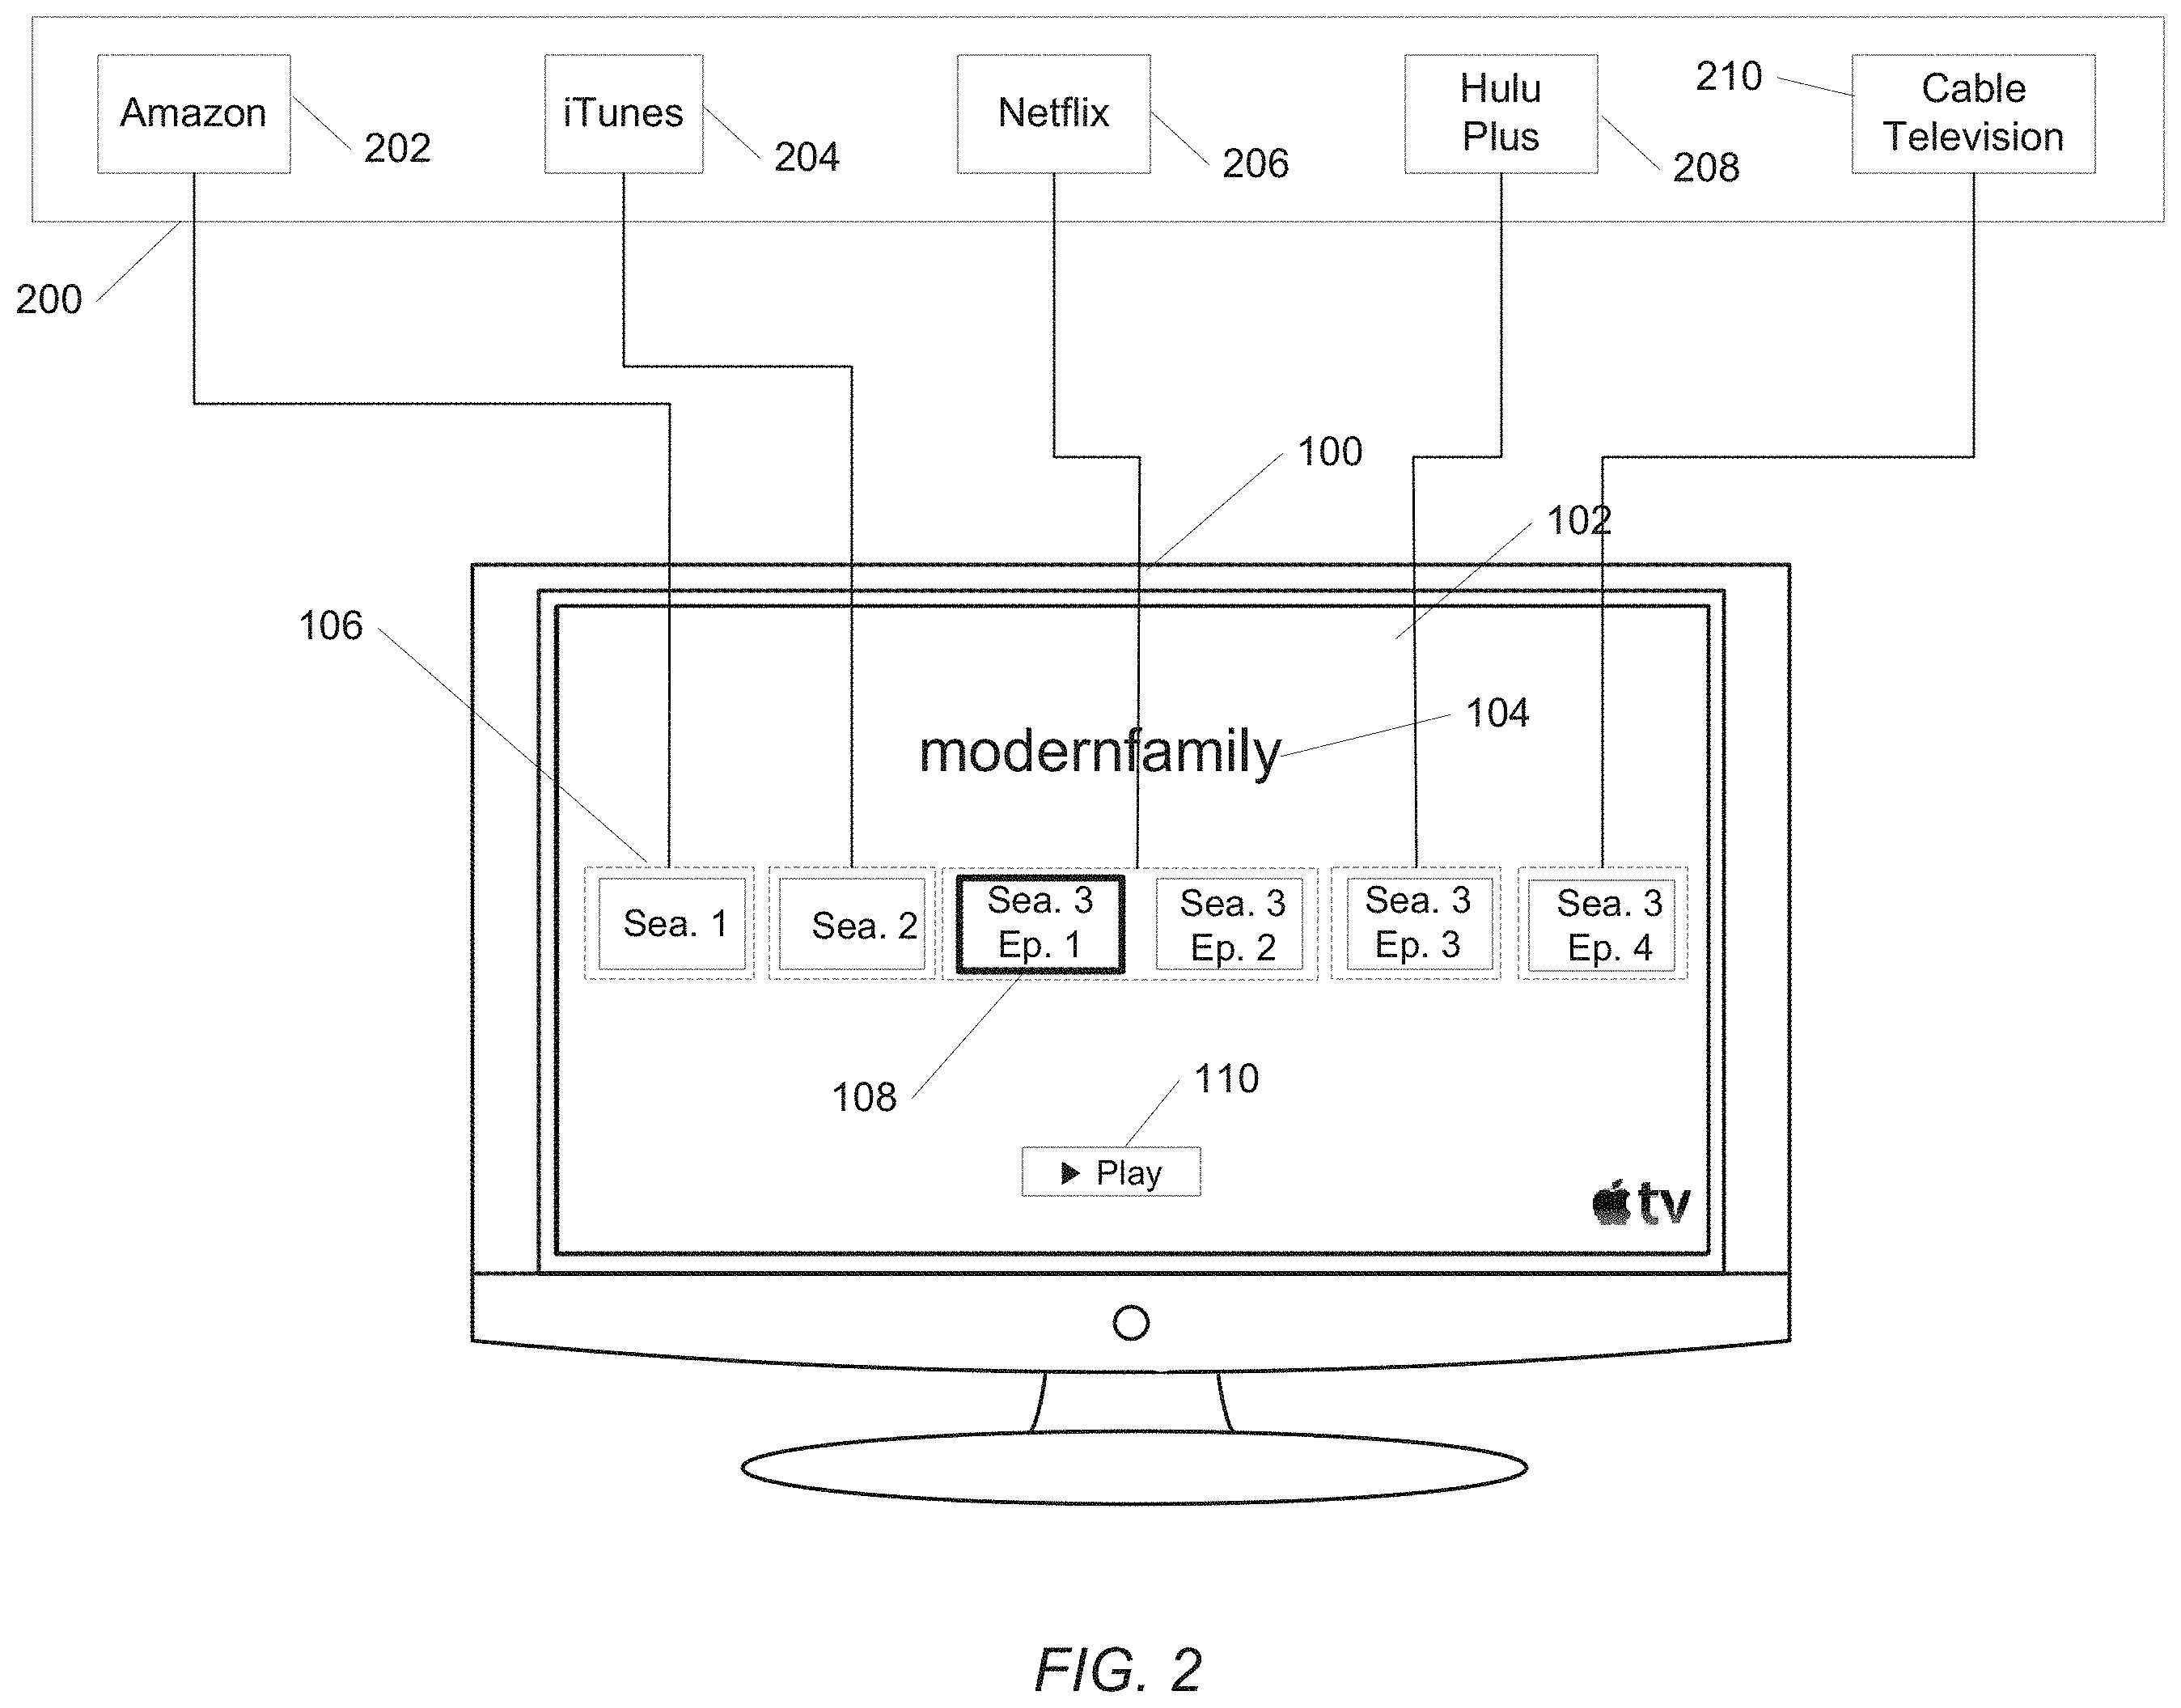 Amazon
202
iTunes
204
Netflix
206
Hulu
Plus
208
210
Cable
Television
200
100
102
106
104
modernfamily
Sea. 1
Sea. 2
Sea. 3
Ep. 1
Sea. 3
Ep. 2
Sea. 3
Ep. 3
Sea. 3
Ep. 4
108
110
Play
tv
FIG. 2